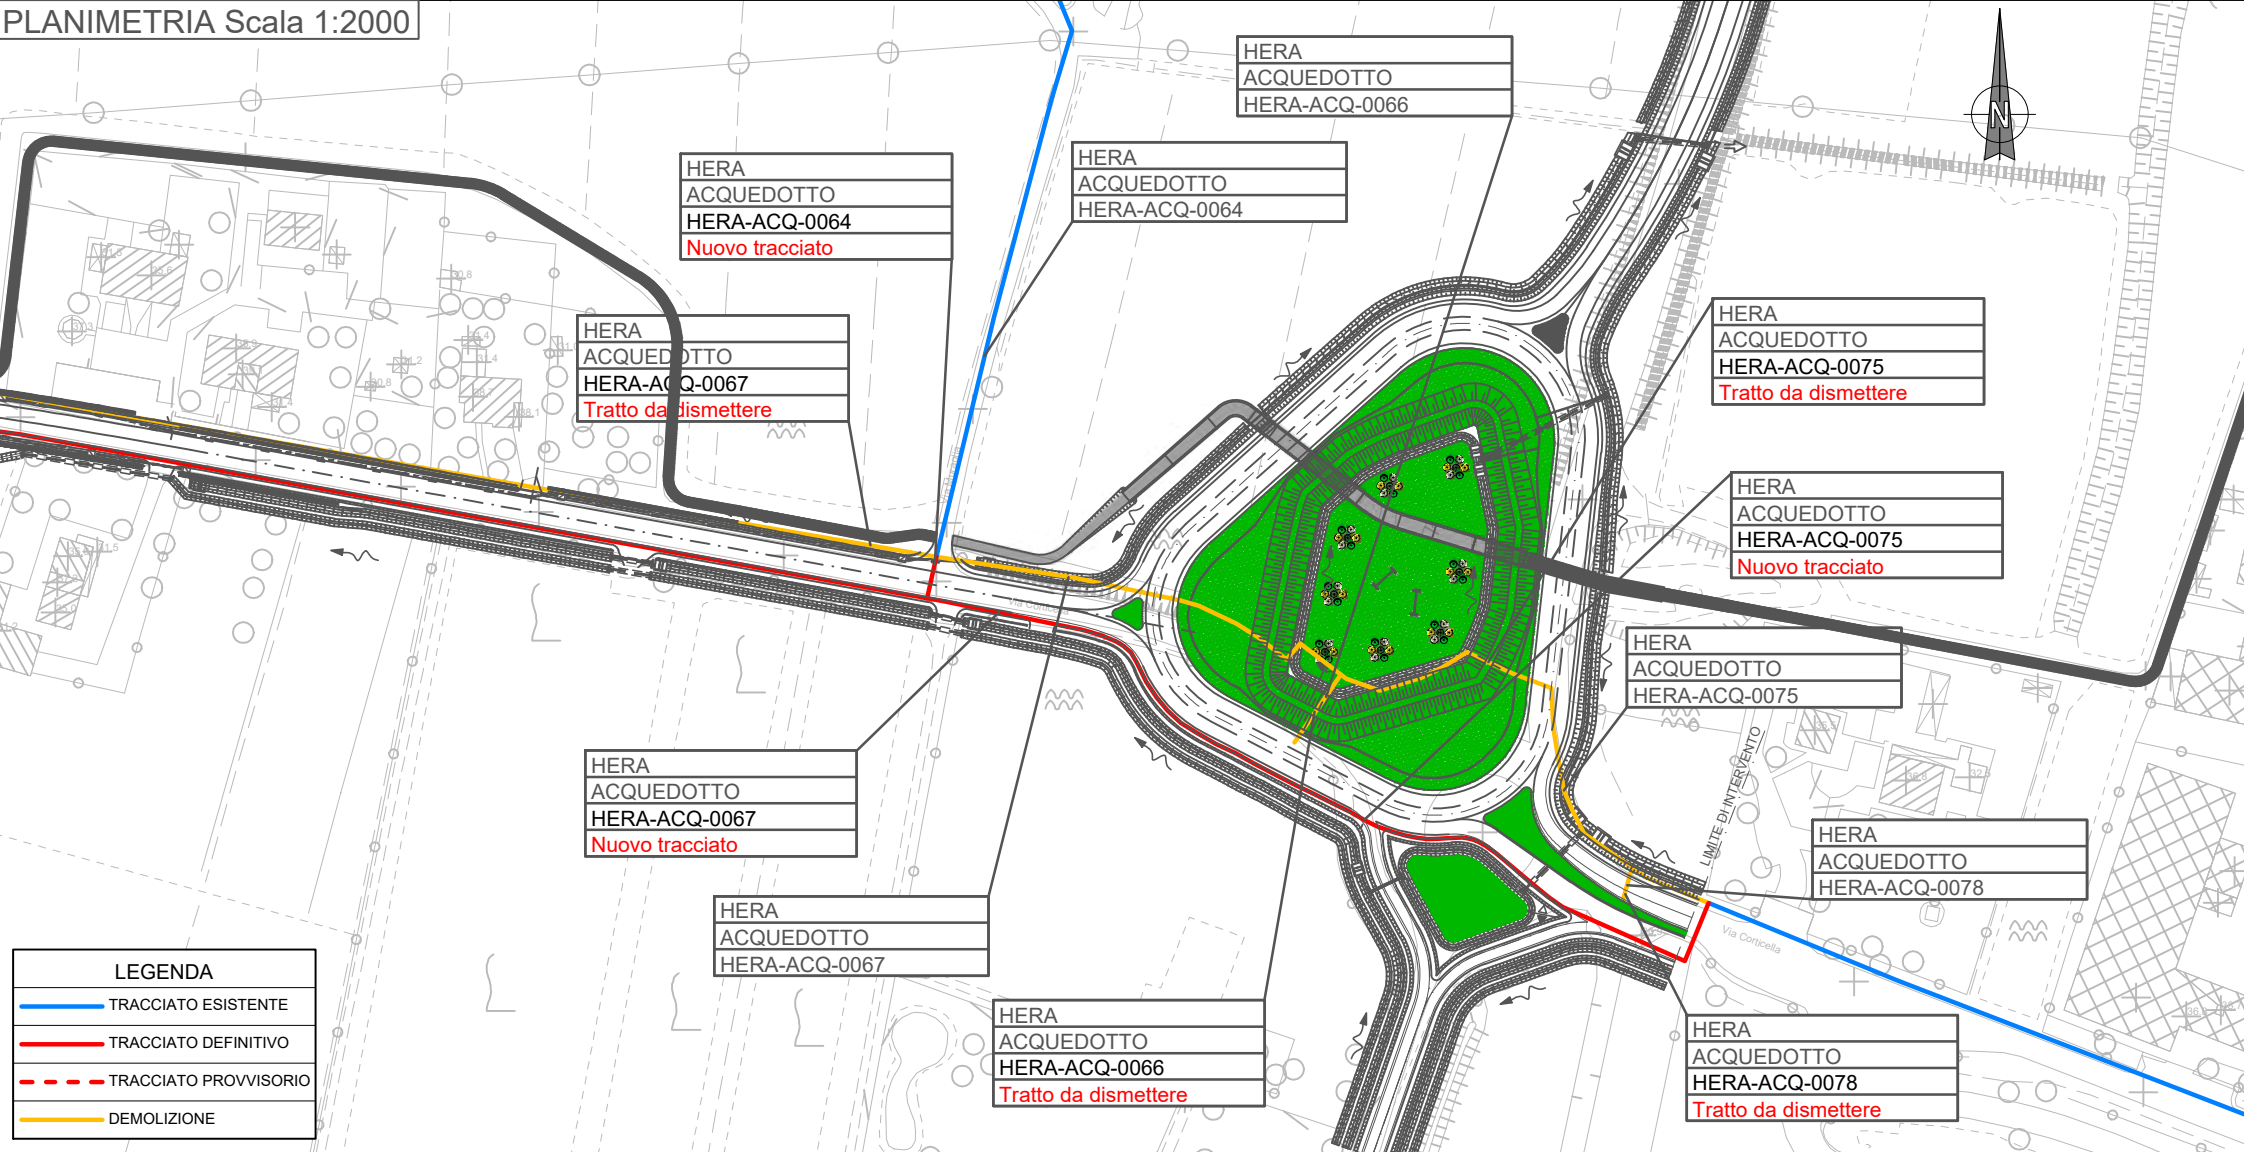 PLANIMETRIA Scala 1:2000
HERA
ACQUEDOTTO
HERA-ACQ-0066
N
HERA
ACQUEDOTTO
HERA-ACQ-0064
Nuovo tracciato
HERA
ACQUEDOTTO
HERA-ACQ-0064
HERA
ACQUEDOTTO
HERA-ACQ-0067
Tratto da dismettere
HERA
ACQUEDOTTO
HERA-ACQ-0075
Tratto da dismettere
HERA
ACQUEDOTTO
HERA-ACQ-0075
Nuovo tracciato
Via Corticella
HERA
ACQUEDOTTO
HERA-ACQ-0075
HERA
ACQUEDOTTO
HERA-ACQ-0067
Nuovo tracciato
LIMITE DI INTERVENTO
HERA
ACQUEDOTTO
HERA-ACQ-0078
HERA
ACQUEDOTTO
HERA-ACQ-0067
Via Corticella
HERA
ACQUEDOTTO
HERA-ACQ-0066
Tratto da dismettere
HERA
ACQUEDOTTO
HERA-ACQ-0078
Tratto da dismettere
LEGENDA
TRACCIATO ESISTENTE
TRACCIATO DEFINITIVO
TRACCIATO PROVVISORIO
DEMOLIZIONE